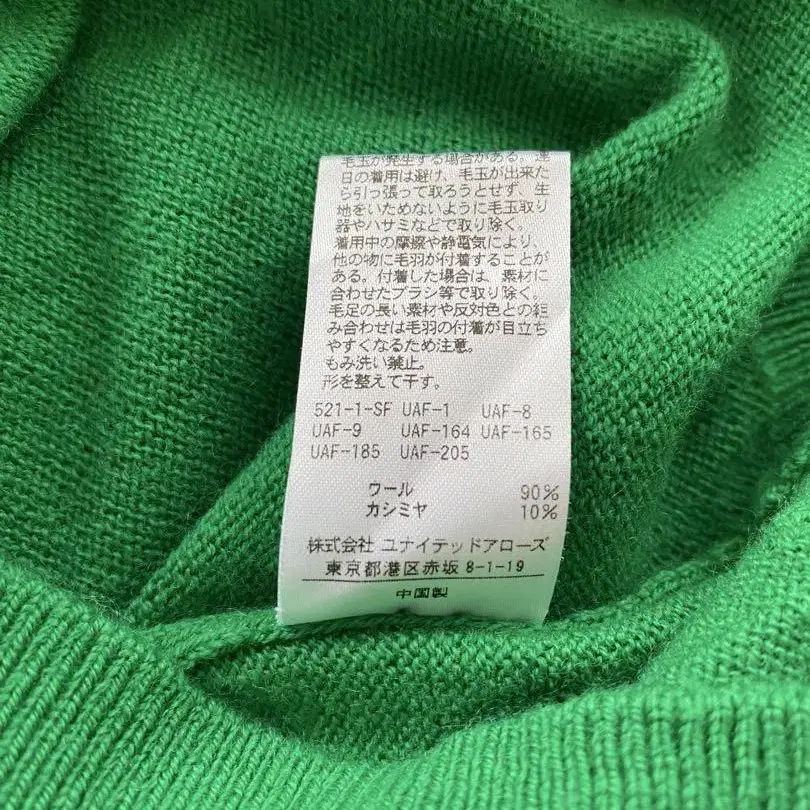 毛玉が発生する場合がある。連
日の着用は避け、毛玉が出来た
ら引っ張って取ろうとせず、生
地をいためないように毛玉取り
器やハサミなどで取り除く。
着用中の摩擦や静電気により、
他の物に毛羽が付着することが
ある。付着した場合は、素材に
合わせたブラシ等で取り除く。
毛足の長い素材や反対色との組
み合わせは毛羽の付着が目立ち
やすくなるため注意。
もみ洗い禁止。
形を整えて干す。
521-1-SF UAF-1 UAF-8
UAF-9 UAF-164 UAF-165
UAF-185 UAF-205
ウール 90%
カシミヤ 10%
株式会社 ユナイテッドアローズ
東京都港区赤坂 8-1-19
中国製